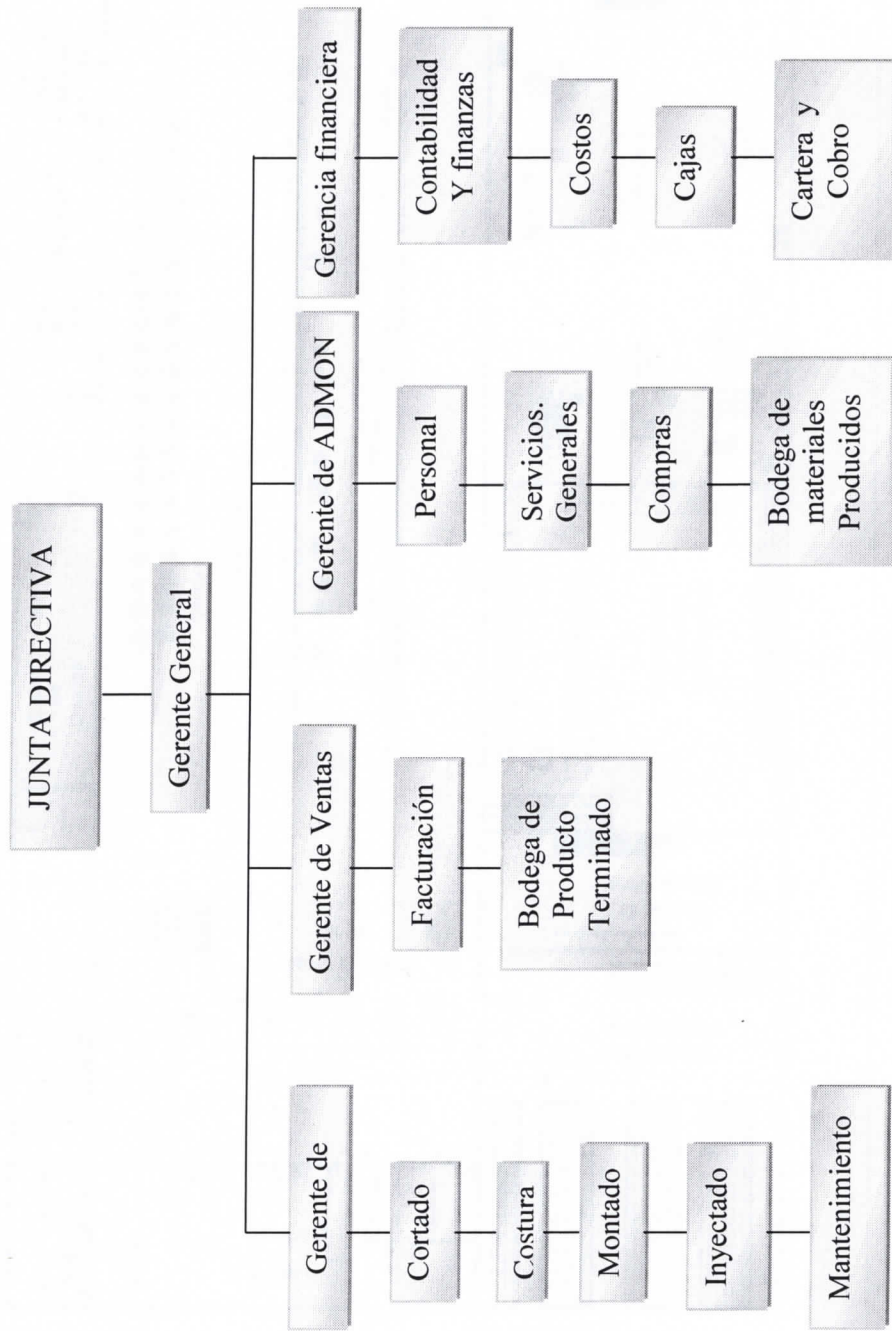 JUNTA DIRECTIVA
Gerente General
Gerente de
Cortado
Costura
Montado
Inyectado
Mantenimiento
Gerente de Ventas
Facturación
Bodega de
Producto
Terminado
Gerente de ADMON
Personal
Servicios.
Generales
Compras
Bodega de
materiales
Producidos
Gerencia financiera
Contabilidad
Y finanzas
Costos
Cajas
Cartera y
Cobro